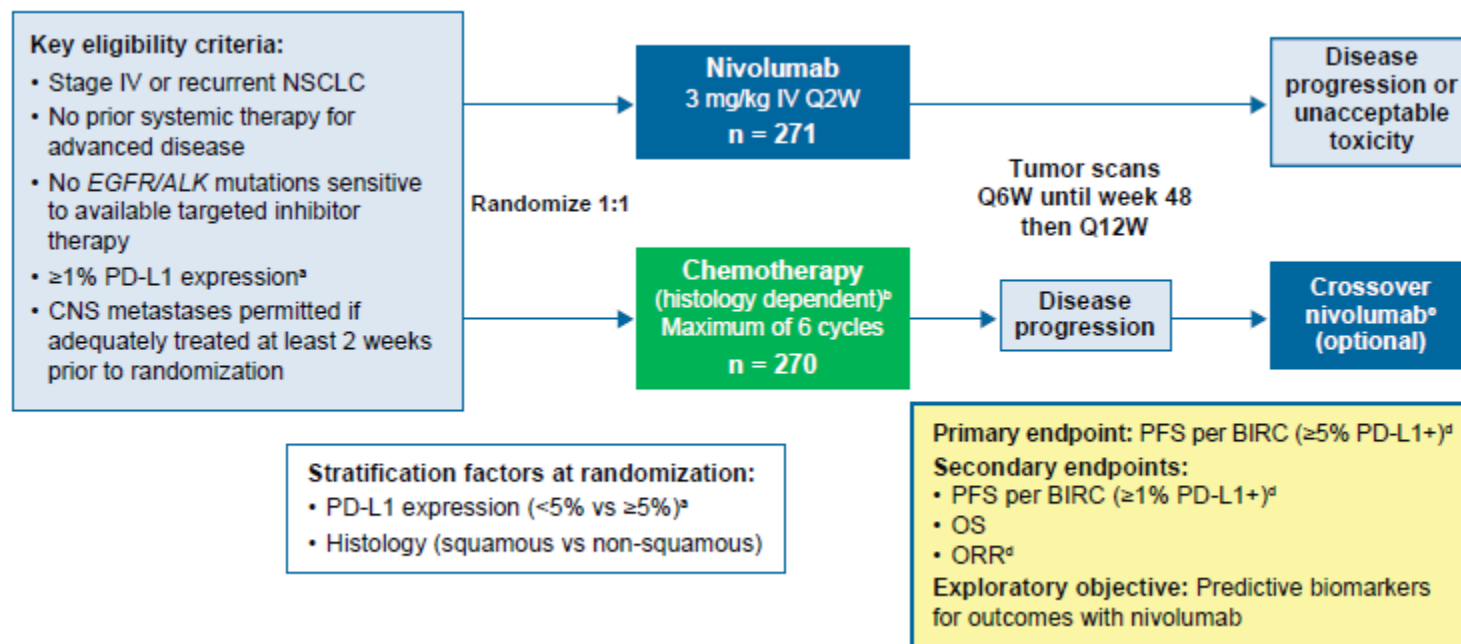 Key eligibility criteria:
• Stage IV or recurrent NSCLC
• No prior systemic therapy for
advanced disease
• No EGFR/ALK mutations sensitive
to available targeted inhibitor
therapy
• ≥1% PD-L1 expressionᵃ
• CNS metastases permitted if
adequately treated at least 2 weeks
prior to randomization
Randomize 1:1
Nivolumab
3 mg/kg IV Q2W
n = 271
Disease
progression or
unacceptable
toxicity
Tumor scans
Q6W until week 48
then Q12W
Chemotherapy
(histology dependent)ᵇ
Maximum of 6 cycles
n = 270
Disease
progression
Crossover
nivolumabᶜ
(optional)
Stratification factors at randomization:
• PD-L1 expression (<5% vs ≥5%)ᵃ
• Histology (squamous vs non-squamous)
Primary endpoint: PFS per BIRC (≥5% PD-L1+)ᵈ
Secondary endpoints:
• PFS per BIRC (≥1% PD-L1+)ᵈ
• OS
• ORRᵈ
Exploratory objective: Predictive biomarkers
for outcomes with nivolumab